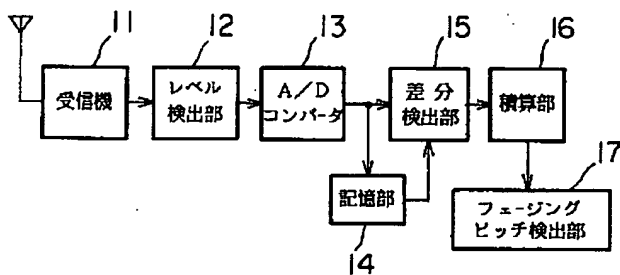 11
12
13
15
16
受信機
レベル
検出部
A/D
コンバータ
差分
検出部
積算部
記憶部
14
17
フェージング
ピッチ検出部